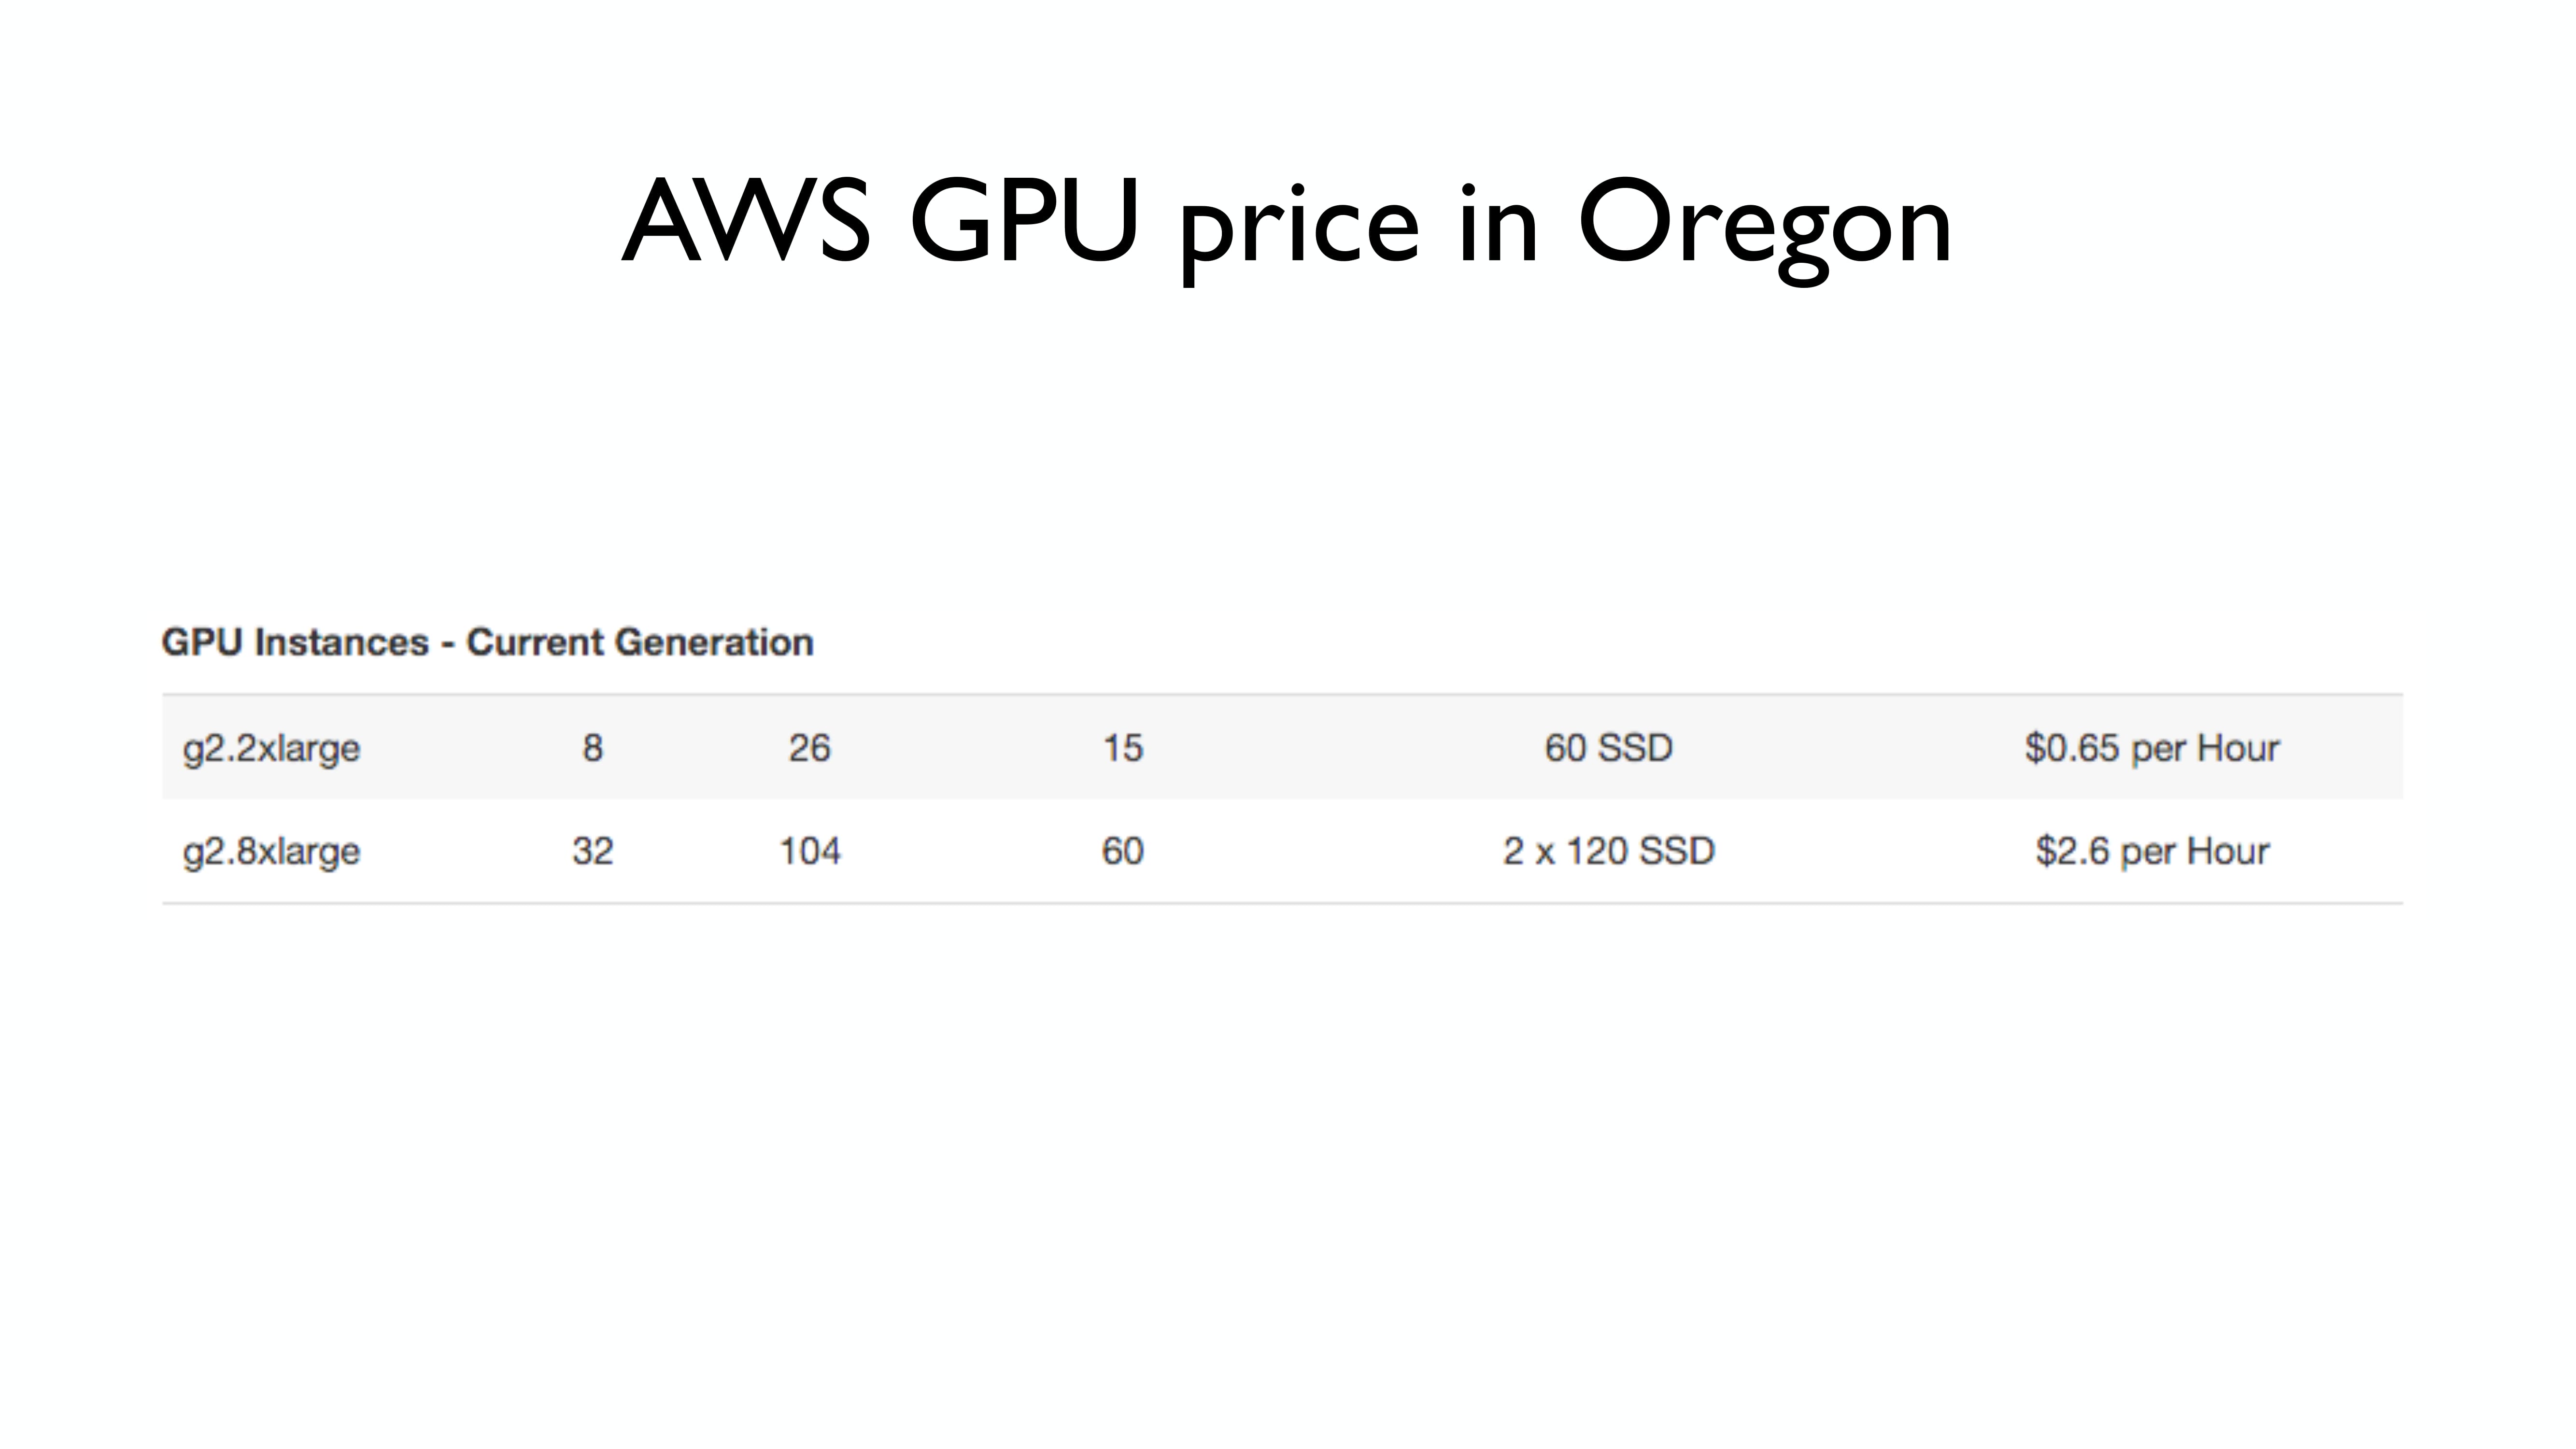 AWS GPU price in Oregon
GPU Instances - Current Generation
g2.2xlarge 8 26 15 60 SSD $0.65 per Hour
g2.8xlarge 32 104 60 2 x 120 SSD $2.6 per Hour